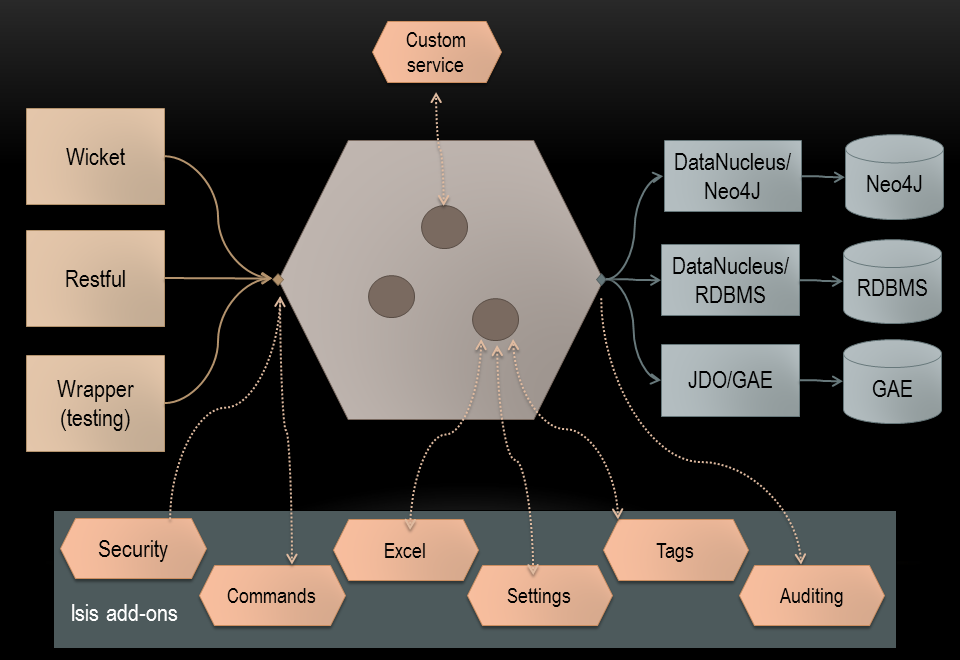 Custom
service
Wicket
Restful
Wrapper
(testing)
DataNucleus/
Neo4J
Neo4J
DataNucleus/
RDBMS
RDBMS
JDO/GAE
GAE
Security
Excel
Tags
Commands
Settings
Auditing
Isis add-ons